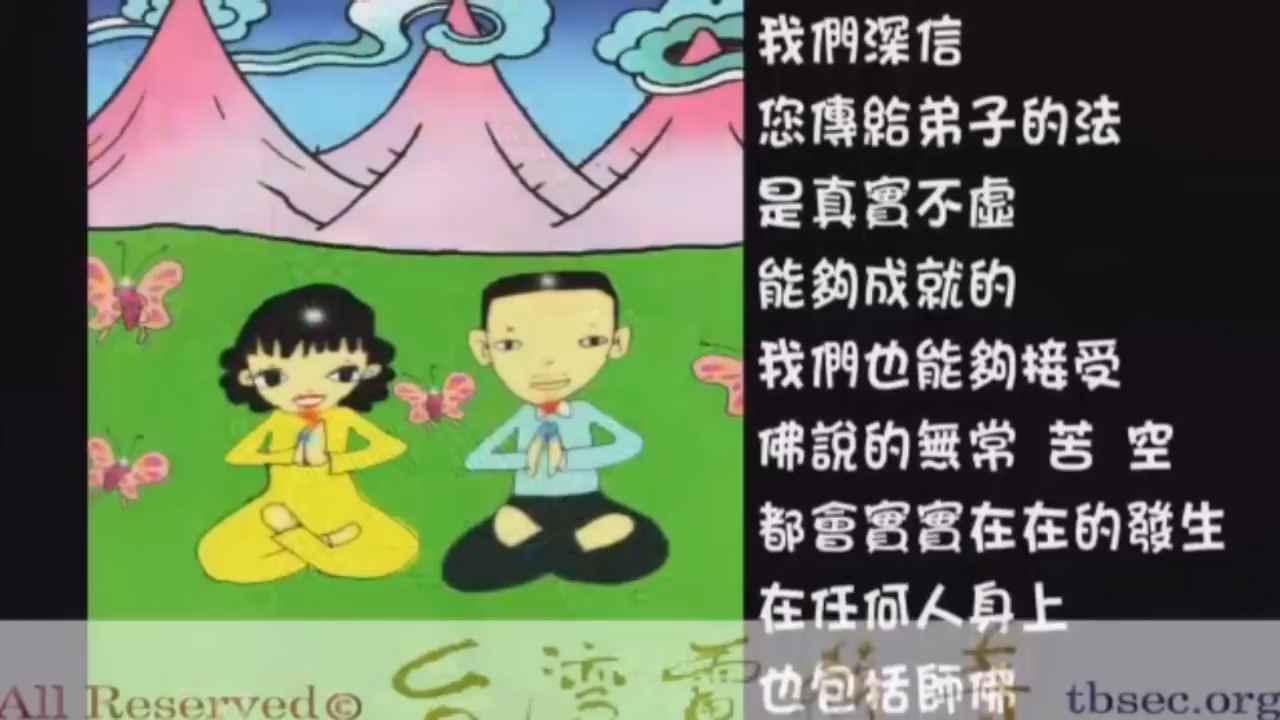 我們深信
您傳給弟子的法
是真實不虛
能夠成就的
我們也能夠接受
佛說的無常 苦 空
都會實實在在的發生
在任何人身上
也包括師佛
All Reserved©
台灣雷藏寺
tbsec.org